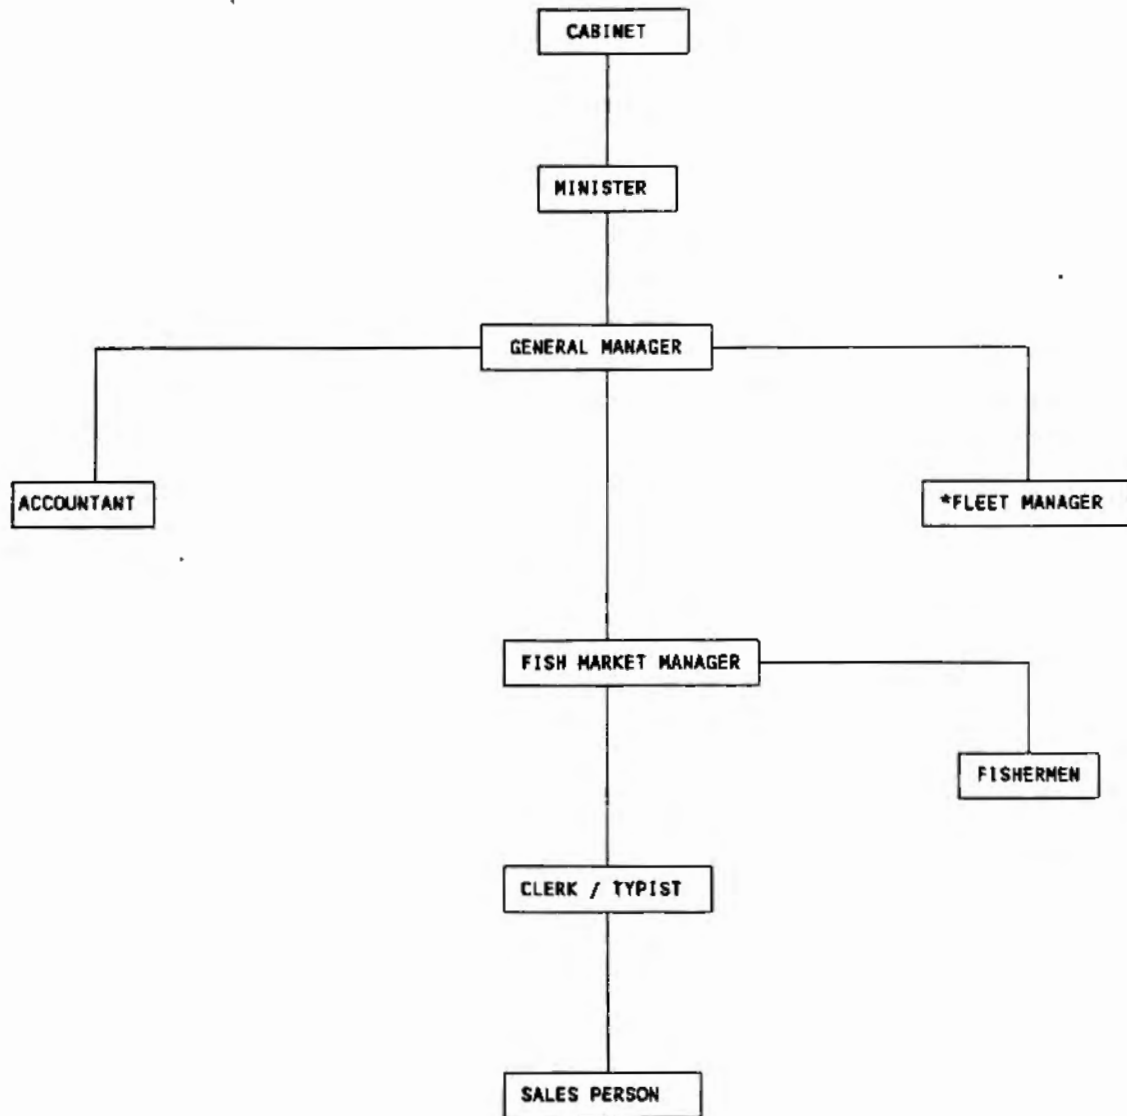 CABINET
MINISTER
GENERAL MANAGER
ACCOUNTANT
*FLEET MANAGER
FISH MARKET MANAGER
FISHERMEN
CLERK / TYPIST
SALES PERSON